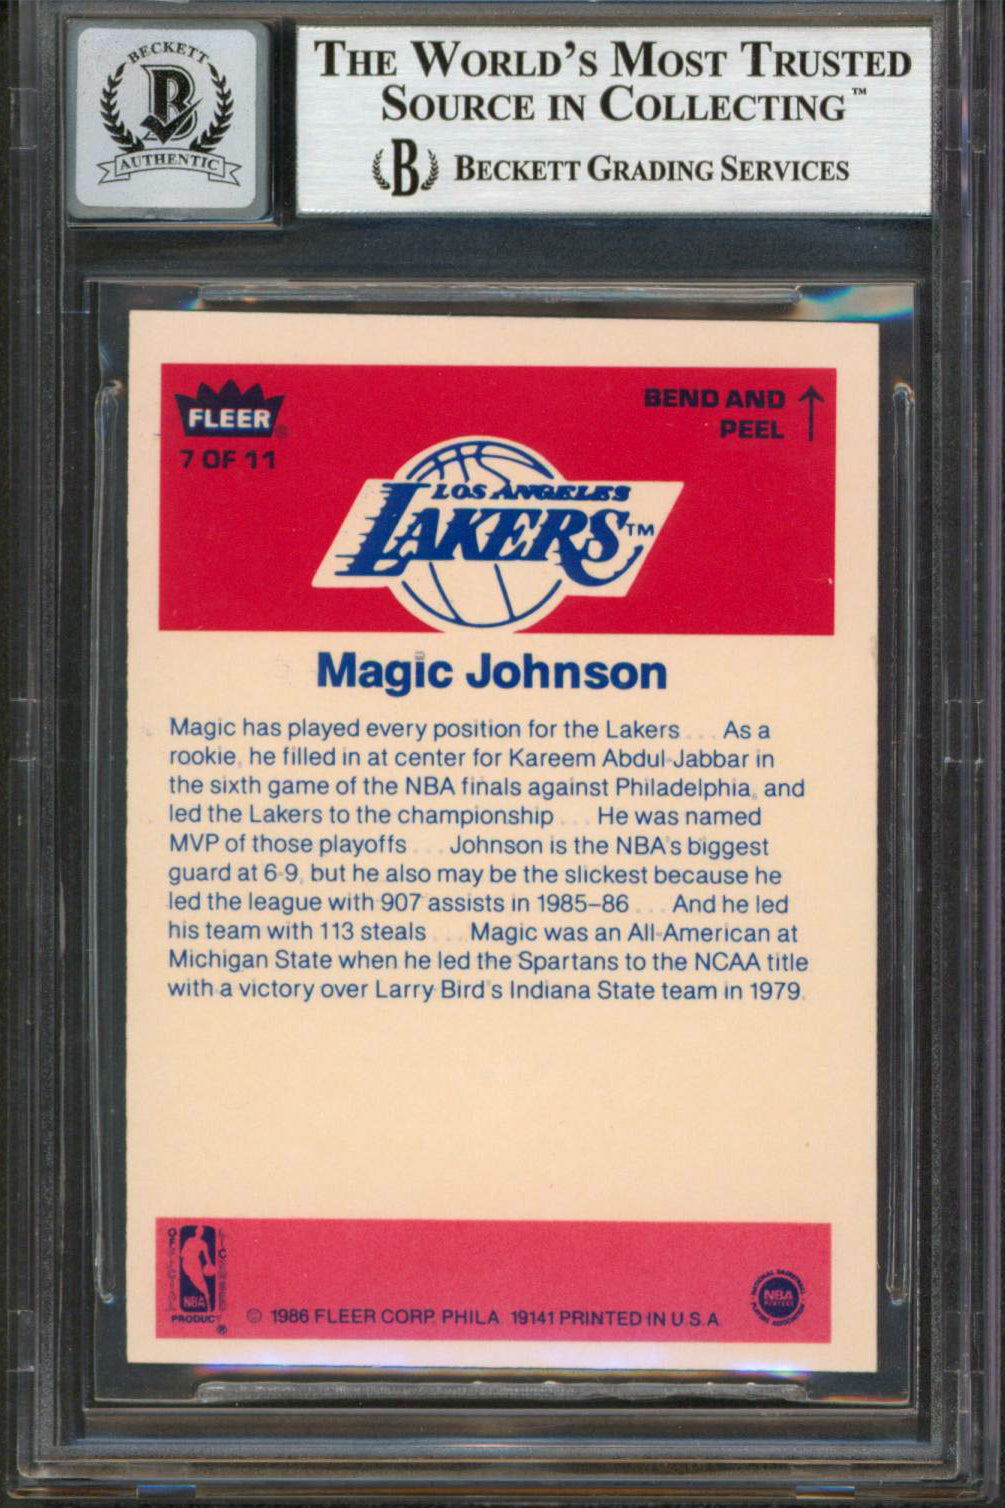 BECKETT
B
AUTHENTIC
THE WORLD'S MOST TRUSTED
SOURCE IN COLLECTING™
B BECKETT GRADING SERVICES
FLEER®
7 OF 11
BEND AND
PEEL
LOS ANGELES
LAKERS™
Magic Johnson
Magic has played every position for the Lakers . . . As a
rookie, he filled in at center for Kareem Abdul-Jabbar in
the sixth game of the NBA finals against Philadelphia, and
led the Lakers to the championship . . . He was named
MVP of those playoffs . . . Johnson is the NBA's biggest
guard at 6-9, but he also may be the slickest because he
led the league with 907 assists in 1985–86 . . . And he led
his team with 113 steals . . . Magic was an All-American at
Michigan State when he led the Spartans to the NCAA title
with a victory over Larry Bird's Indiana State team in 1979.
NBA
PRODUCT®
© 1986 FLEER CORP. PHILA. 19141 PRINTED IN U.S.A.
NATIONAL BASKETBALL
NBA
PLAYERS
ASSOCIATION